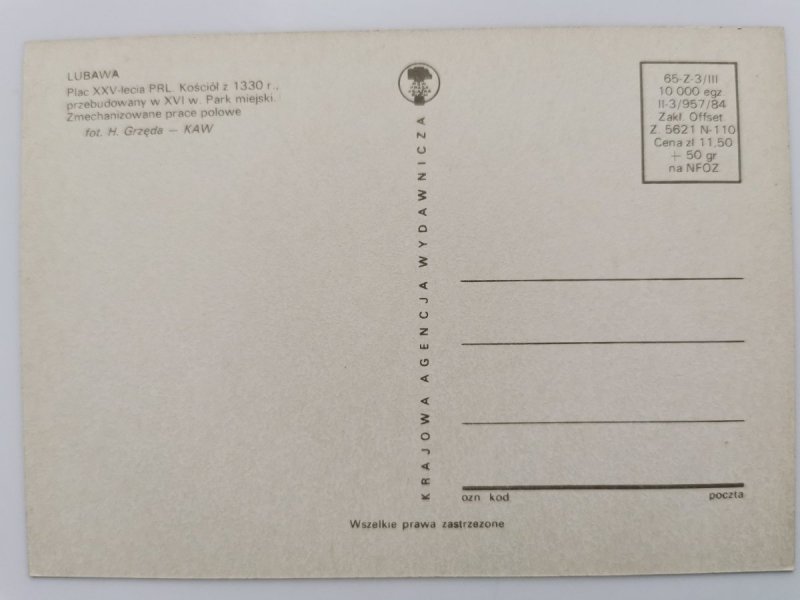 LUBAWA
Plac XXV-lecia PRL. Kościół z 1330 r.,
przebudowany w XVI w. Park miejski.
Zmechanizowane prace polowe
fot. H. Grzęda — KAW
KRAJOWA AGENCJA WYDAWNICZA
65-Z-3/III
10 000 egz
II-3/957/84
Zakł. Offset
Z. 5621 N-110
Cena zł 11,50
+ 50 gr
na NFOZ
ozn kod poczta
Wszelkie prawa zastrzezone